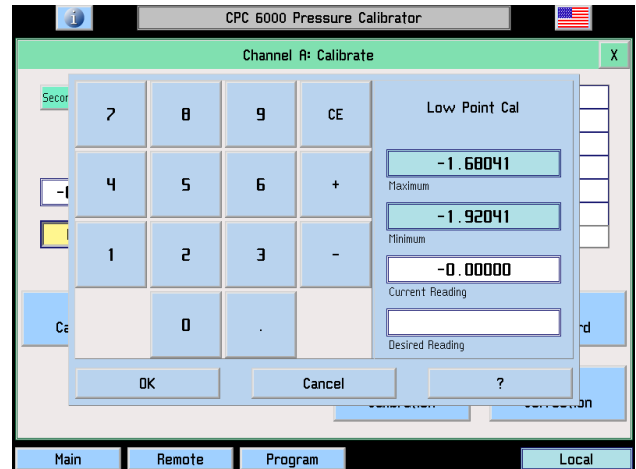 i
CPC 6000 Pressure Calibrator
Channel A: Calibrate
X
7 8 9 CE
4 5 6 +
1 2 3 -
0 .
Low Point Cal
-1.68041
Maximum
-1.92041
Minimum
-0.00000
Current Reading
Desired Reading
OK Cancel ?
Main Remote Program Local